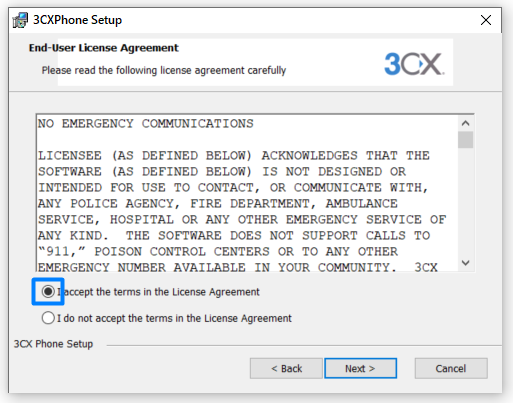 3CXPhone Setup
End-User License Agreement
Please read the following license agreement carefully
3CX
NO EMERGENCY COMMUNICATIONS
LICENSEE (AS DEFINED BELOW) ACKNOWLEDGES THAT THE
SOFTWARE (AS DEFINED BELOW) IS NOT DESIGNED OR
INTENDED FOR USE TO CONTACT, OR COMMUNICATE WITH,
ANY POLICE AGENCY, FIRE DEPARTMENT, AMBULANCE
SERVICE, HOSPITAL OR ANY OTHER EMERGENCY SERVICE OF
ANY KIND.  THE SOFTWARE DOES NOT SUPPORT CALLS TO
“911,” POISON CONTROL CENTERS OR TO ANY OTHER
EMERGENCY NUMBER AVAILABLE IN YOUR COMMUNITY.  3CX
I accept the terms in the License Agreement
I do not accept the terms in the License Agreement
3CX Phone Setup
< Back
Next >
Cancel